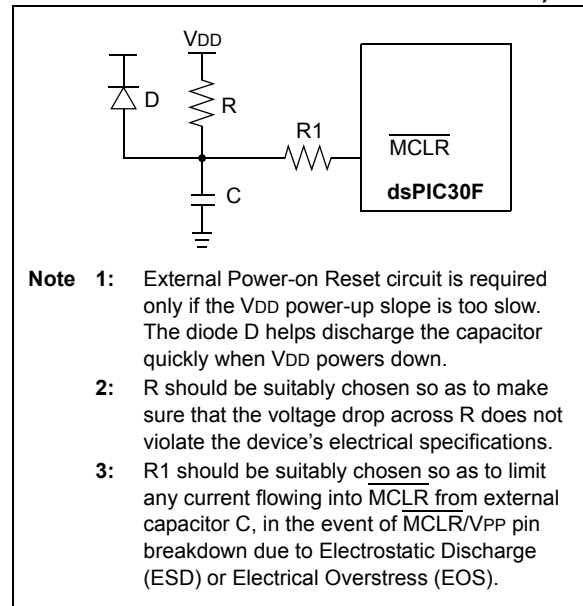 VDD
D
R
R1
MCLR
dsPIC30F
C
Note 1: External Power-on Reset circuit is required
only if the VDD power-up slope is too slow.
The diode D helps discharge the capacitor
quickly when VDD powers down.
2: R should be suitably chosen so as to make
sure that the voltage drop across R does not
violate the device's electrical specifications.
3: R1 should be suitably chosen so as to limit
any current flowing into MCLR from external
capacitor C, in the event of MCLR/VPP pin
breakdown due to Electrostatic Discharge
(ESD) or Electrical Overstress (EOS).